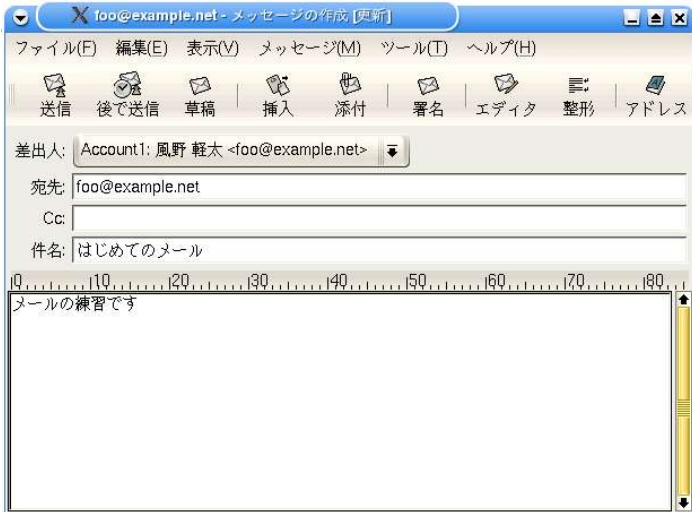 foo@example.net - メッセージの作成 [更新]
ファイル(F) 編集(E) 表示(V) メッセージ(M) ツール(T) ヘルプ(H)
送信 後で送信 草稿 挿入 添付 署名 エディタ 整形 アドレス
差出人: Account1: 風野 軽太 <foo@example.net>
宛先: foo@example.net
Cc:
件名: はじめてのメール
0 10 20 30 40 50 60 70 80
メールの練習です